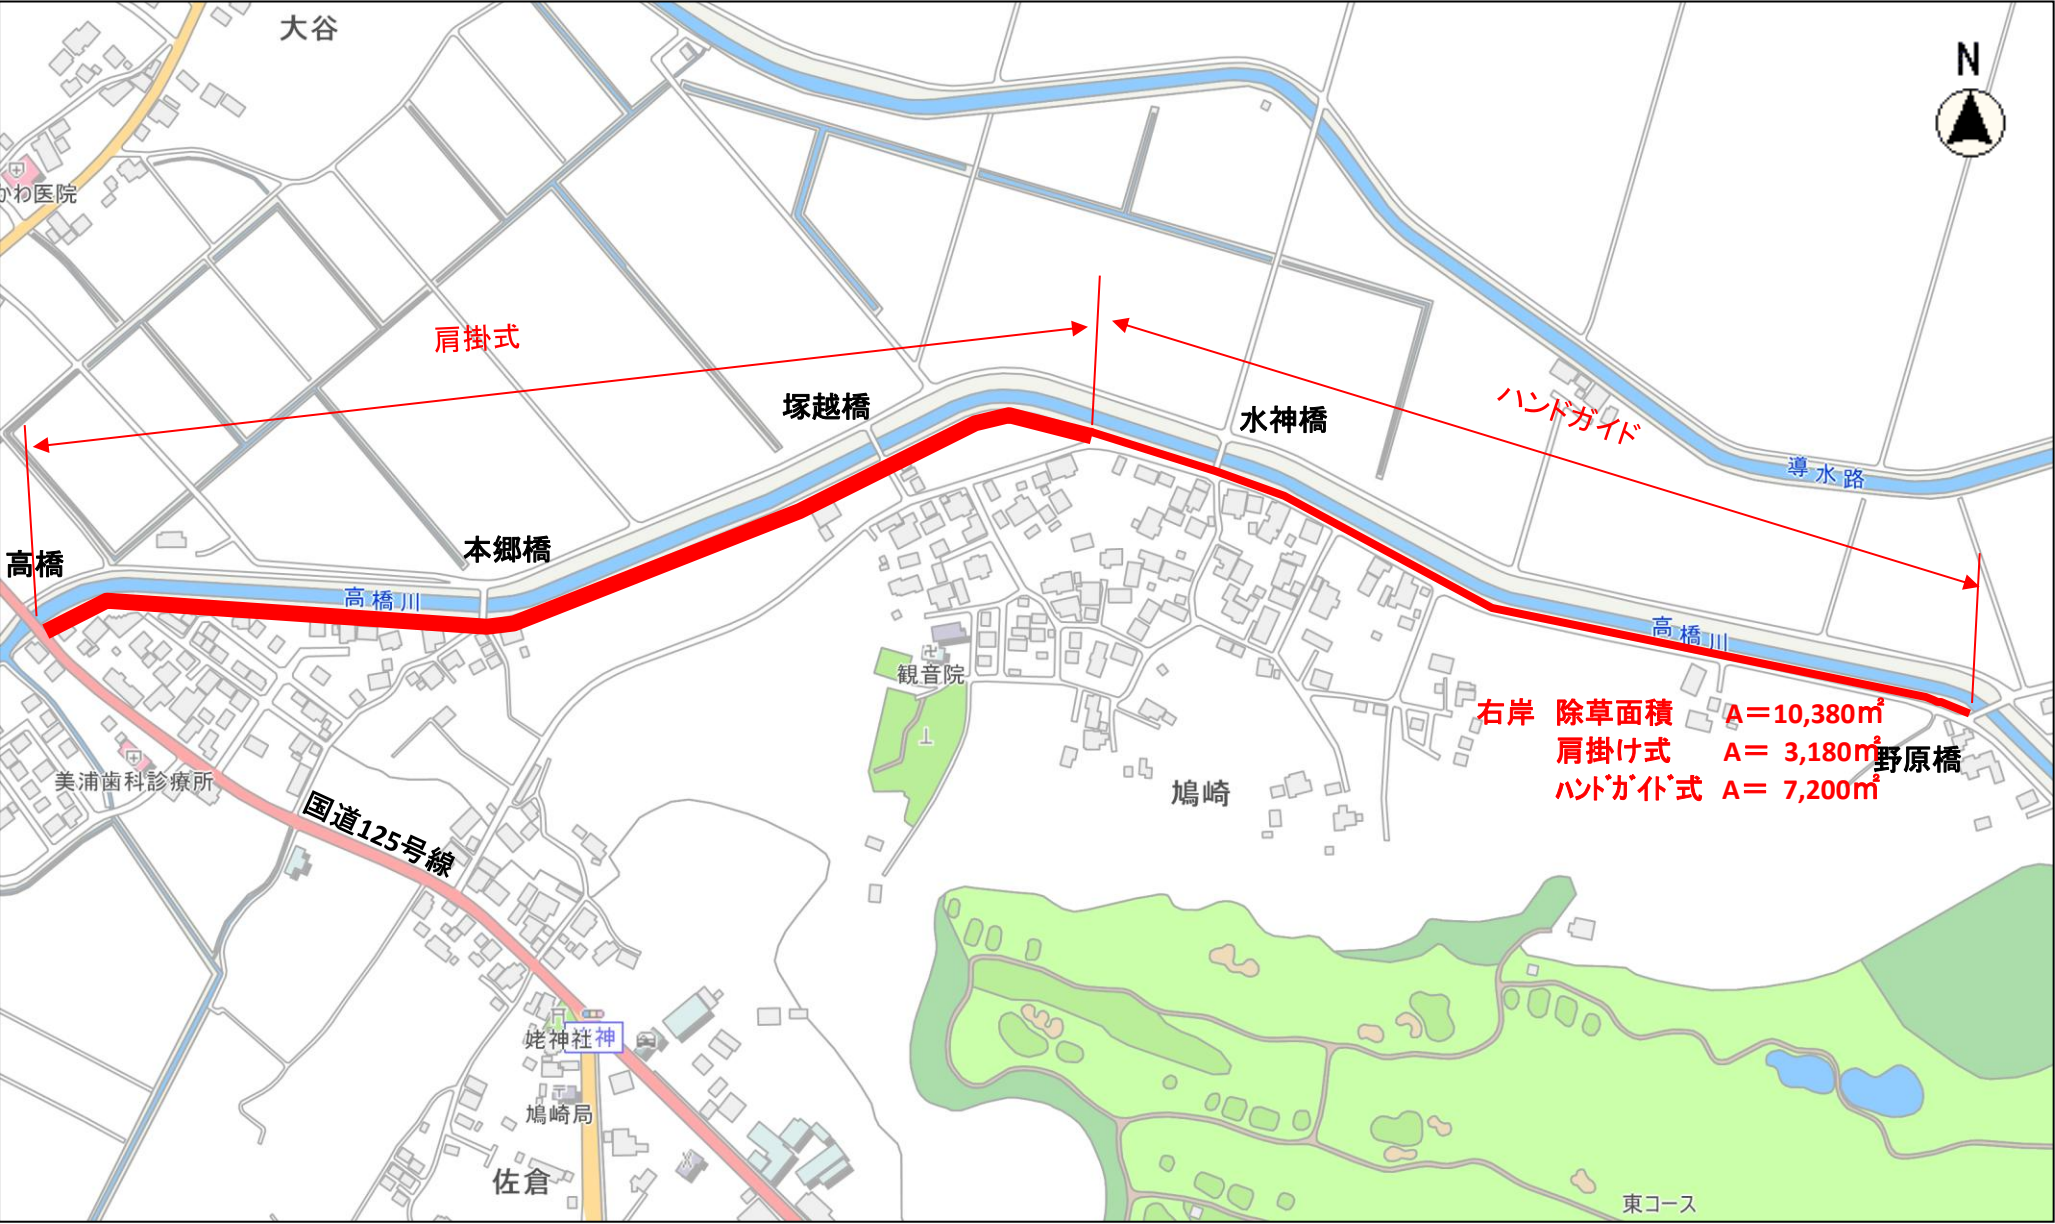 大谷
N
かわ医院
肩掛式
塚越橋
水神橋
ハンドガイド
導水路
高橋
本郷橋
高橋川
高橋川
観音院
右岸 除草面積 A＝10,380㎡
肩掛け式 A＝ 3,180㎡
野原橋
ﾊﾝﾄﾞｶﾞｲﾄﾞ式 A＝ 7,200㎡
美浦歯科診療所
鳩崎
国道125号線
姥神社
神
鳩崎局
佐倉
東コース